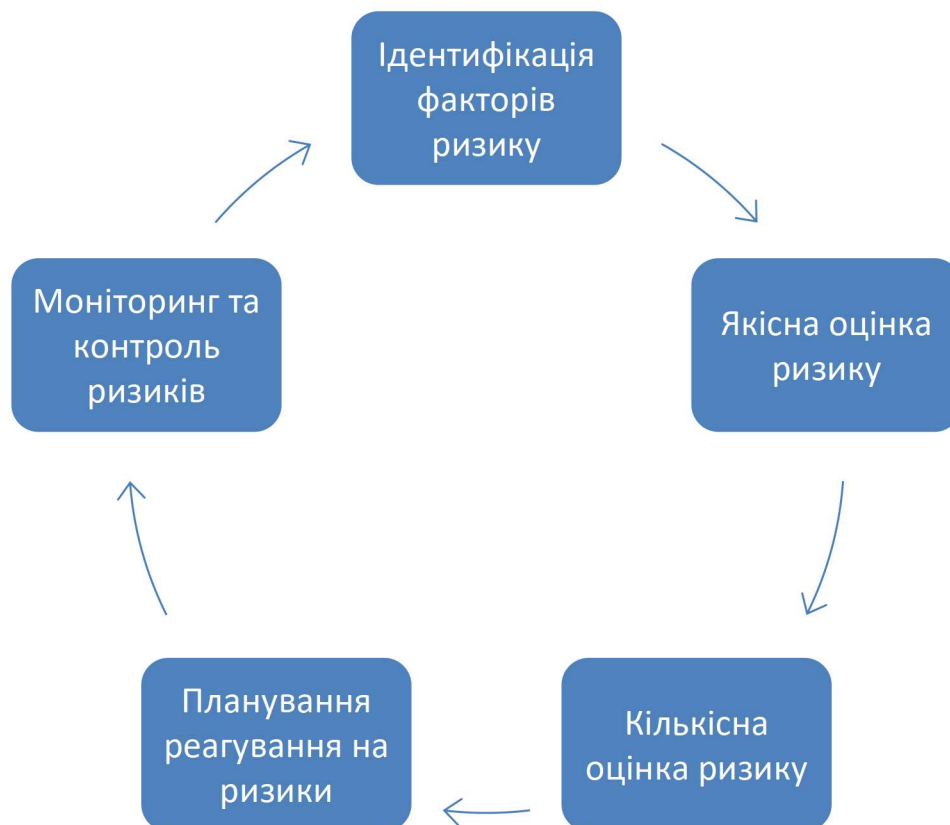 Ідентифікація
факторів
ризику
Якісна оцінка
ризику
Кількісна
оцінка ризику
Планування
реагування на
ризики
Моніторинг та
контроль
ризиків